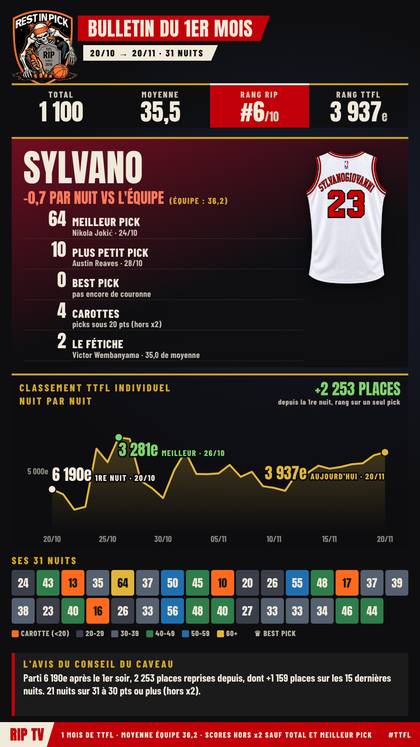 REST IN PICK
RIP
BULLETIN DU 1ER MOIS
20/10 → 20/11 · 31 NUITS
TOTAL
1 100
MOYENNE
35,5
RANG RIP
#6/10
RANG TTFL
3 937e
SYLVANO
-0,7 PAR NUIT VS L'ÉQUIPE (ÉQUIPE : 36,2)
64 MEILLEUR PICK
Nikola Jokić · 24/10
10 PLUS PETIT PICK
Austin Reaves · 28/10
0 BEST PICK
pas encore de couronne
4 CAROTTES
picks sous 20 pts (hors x2)
2 LE FÉTICHE
Victor Wembanyama · 35,0 de moyenne
SYLVANOGIOVANNI
23
CLASSEMENT TTFL INDIVIDUEL
NUIT PAR NUIT
+2 253 PLACES
depuis la 1re nuit, rang sur un seul pick
3 281e MEILLEUR · 26/10
5 000e
6 190e 1RE NUIT · 20/10
3 937e AUJOURD'HUI · 20/11
20/10 25/10 30/10 05/11 10/11 15/11 20/11
SES 31 NUITS
24 43 13 35 64 37 50 45 10 20 26 55 48 17 37 39
38 23 40 16 26 33 56 48 40 27 33 33 34 46 44
CAROTTE (<20) 20-29 30-39 40-49 50-59 60+ BEST PICK
L'AVIS DU CONSEIL DU CAVEAU
Parti 6 190e après le 1er soir, 2 253 places reprises depuis, dont +1 159 places sur les 15 dernières
nuits. 21 nuits sur 31 à 30 pts ou plus (hors x2).
RIP TV
1 MOIS DE TTFL · MOYENNE ÉQUIPE 36,2 · SCORES HORS x2 SAUF TOTAL ET MEILLEUR PICK
#TTFL